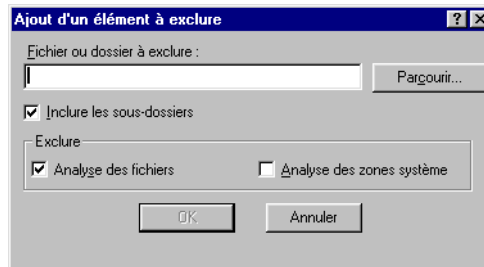 Ajout d'un élément à exclure
Fichier ou dossier à exclure :
Parcourir...
Inclure les sous-dossiers
Exclure
Analyse des fichiers
Analyse des zones système
OK
Annuler